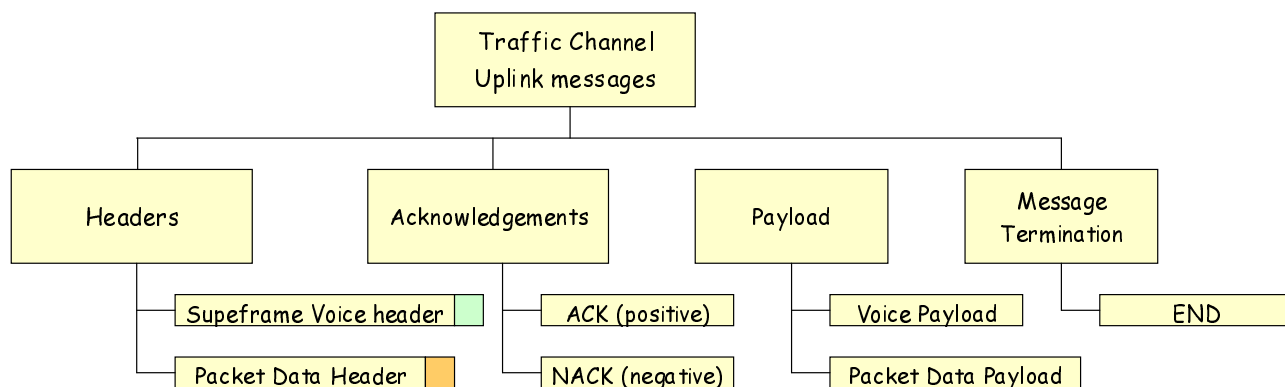 Traffic Channel
Uplink messages
Headers
Acknowledgements
Payload
Message
Termination
Supeframe Voice header
ACK (positive)
Voice Payload
END
Packet Data Header
NACK (negative)
Packet Data Payload